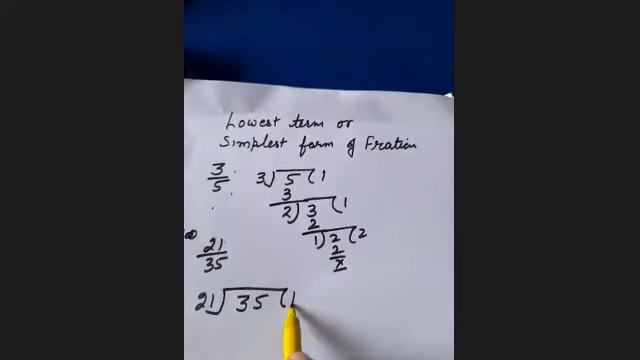 Lowest term or
Simplest form of Fration
3/5 3) 5 (1
3
2) 3 (1
2
1) 2 (2
2
x
21/35
21) 35 (1